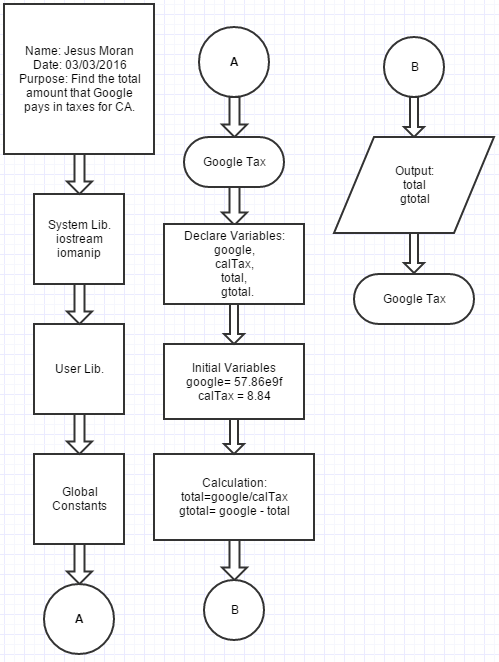 Name: Jesus Moran
Date: 03/03/2016
Purpose: Find the total
amount that Google
pays in taxes for CA.
System Lib.
iostream
iomanip
User Lib.
Global
Constants
A
A
Google Tax
Declare Variables:
google,
calTax,
total,
gtotal.
Initial Variables
google= 57.86e9f
calTax = 8.84
Calculation:
total=google/calTax
gtotal= google - total
B
B
Output:
total
gtotal
Google Tax